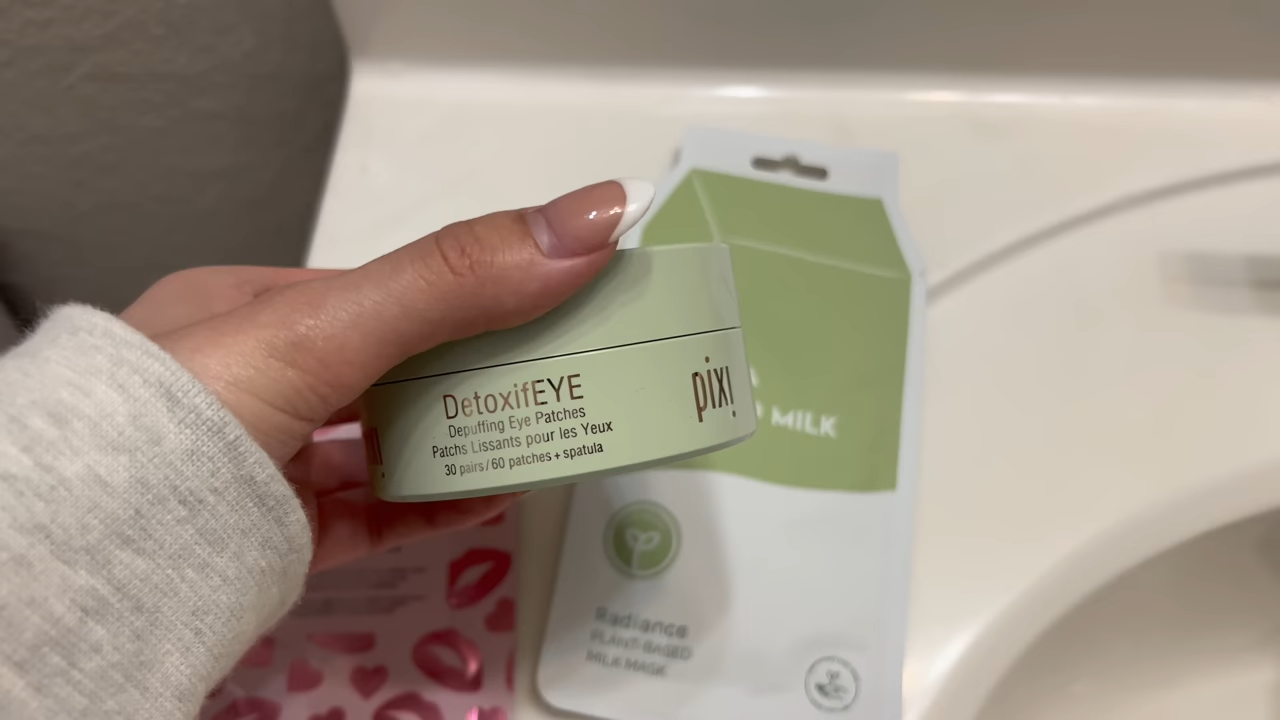 DetoxifEYE
Depuffing Eye Patches
Patchs Lissants pour les Yeux
30 pairs/60 patches + spatula
pixi
MILK
Radiance
PLANT-BASED
MILK MASK